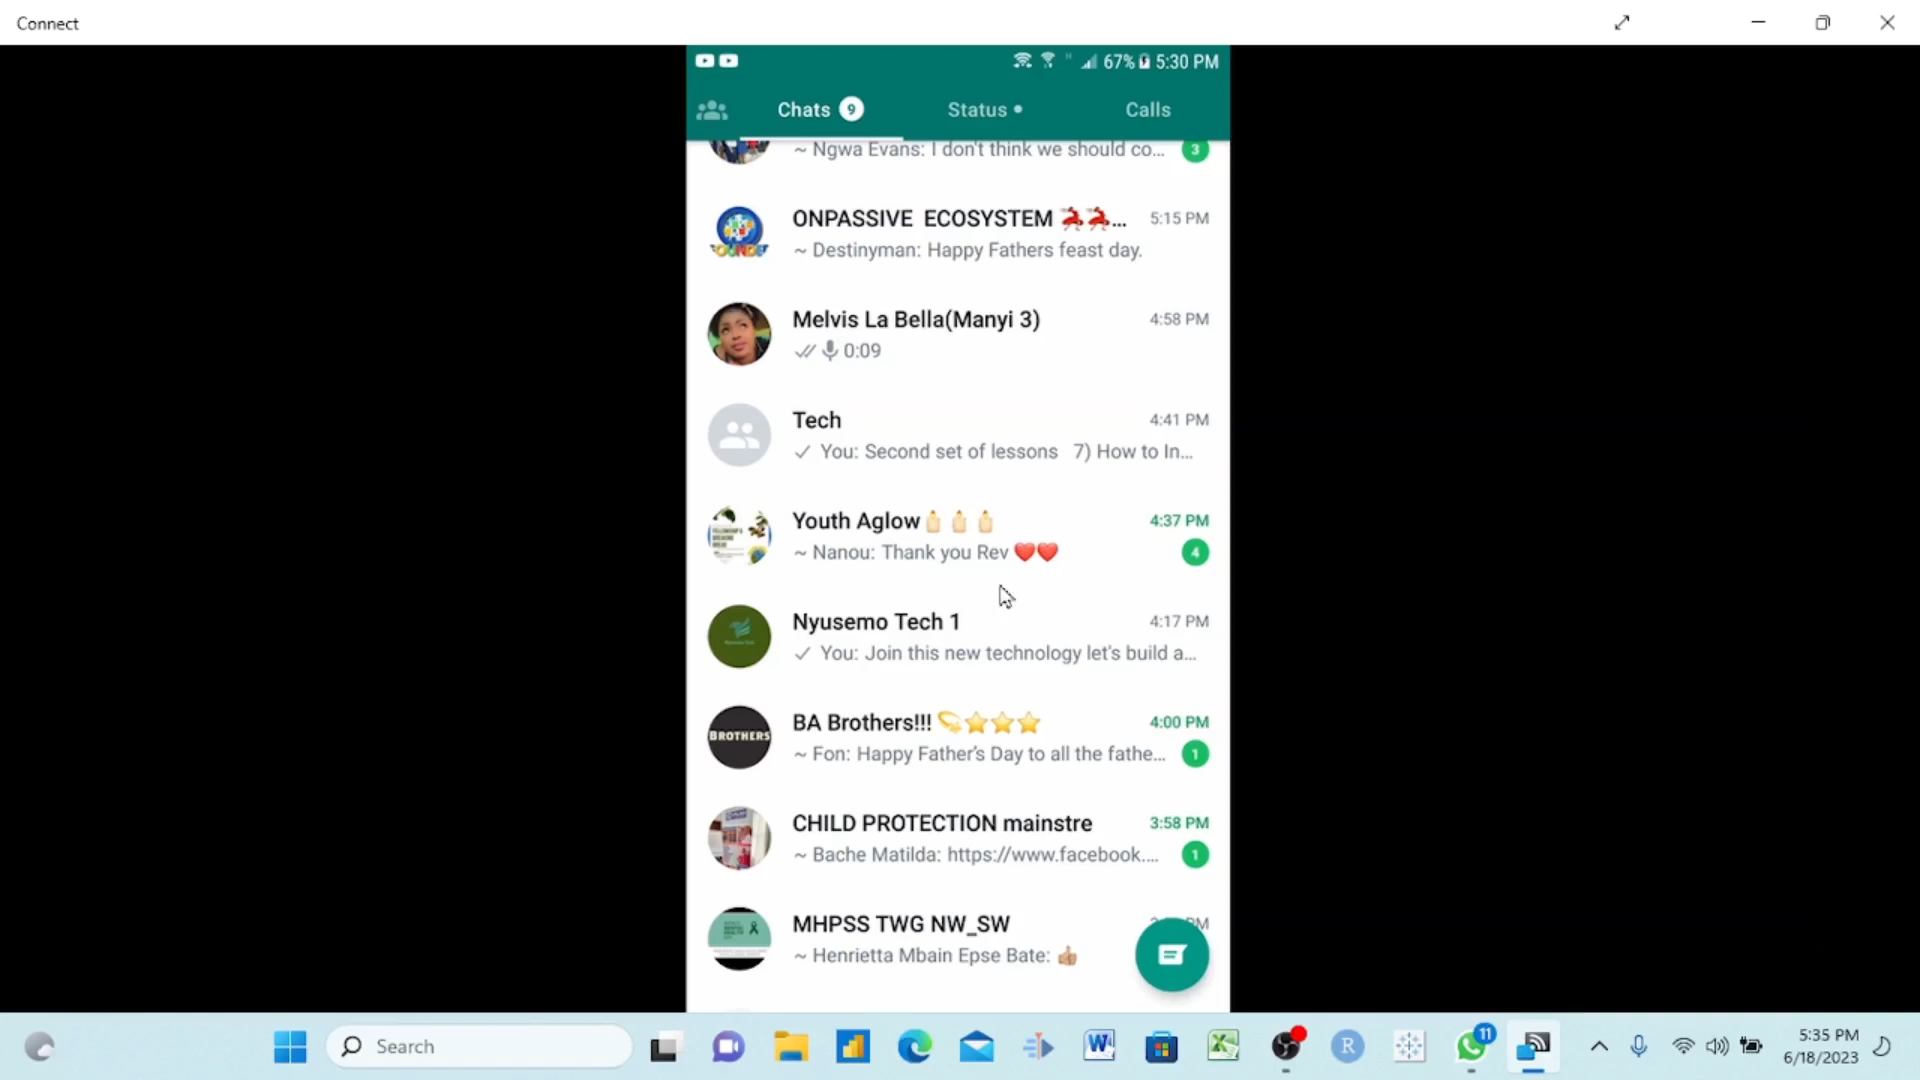 Connect
67% 5:30 PM
Chats 9 Status Calls
~ Ngwa Evans: I don't think we should co... 3
ONPASSIVE ECOSYSTEM 💃💃... 5:15 PM
~ Destinyman: Happy Fathers feast day.
Melvis La Bella(Manyi 3) 4:58 PM
0:09
Tech 4:41 PM
You: Second set of lessons 7) How to In...
Youth Aglow🕯🕯🕯 4:37 PM
~ Nanou: Thank you Rev ❤️❤️ 4
Nyusemo Tech 1 4:17 PM
You: Join this new technology let's build a...
BROTHERS
BA Brothers!!! 💫⭐⭐⭐ 4:00 PM
~ Fon: Happy Father's Day to all the fathe... 1
CHILD PROTECTION mainstre 3:58 PM
~ Bache Matilda: https://www.facebook.... 1
MHPSS TWG NW_SW
~ Henrietta Mbain Epse Bate: 👍🏼
Search
11
5:35 PM
6/18/2023